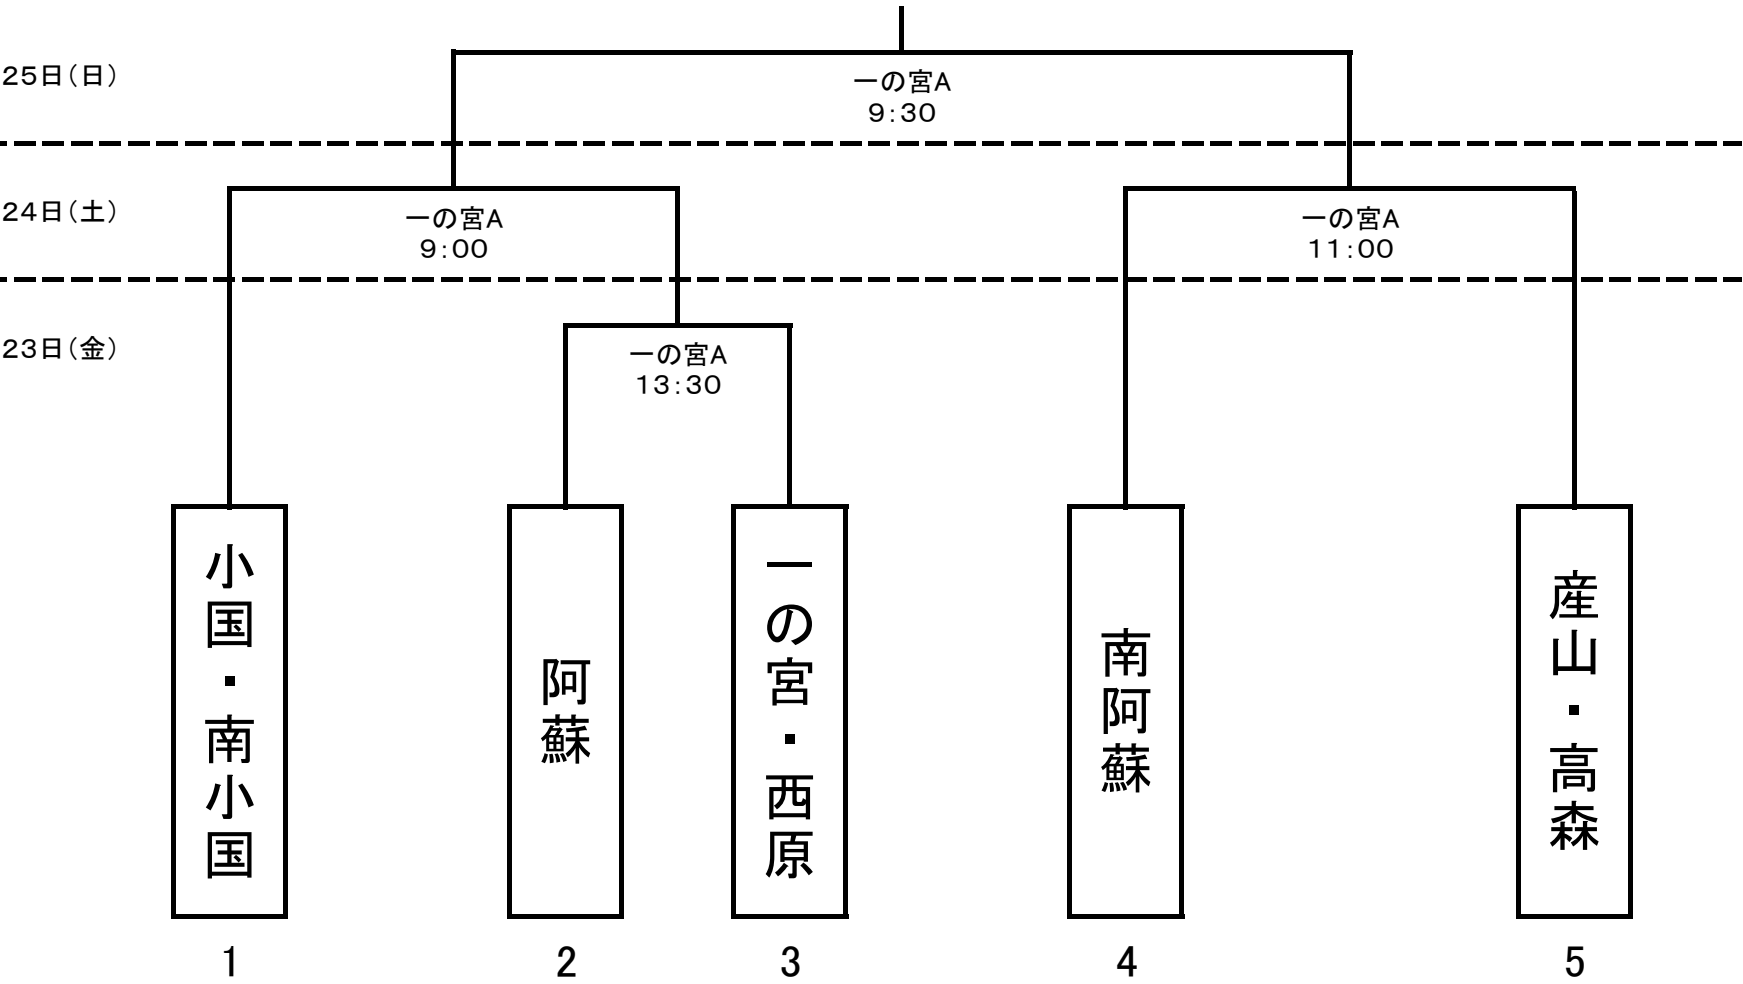 25日(日)
一の宮A
9:30
24日(土)
一の宮A
9:00
一の宮A
11:00
23日(金)
一の宮A
13:30
小国・南小国
阿蘇
一の宮・西原
南阿蘇
産山・高森
1
2
3
4
5